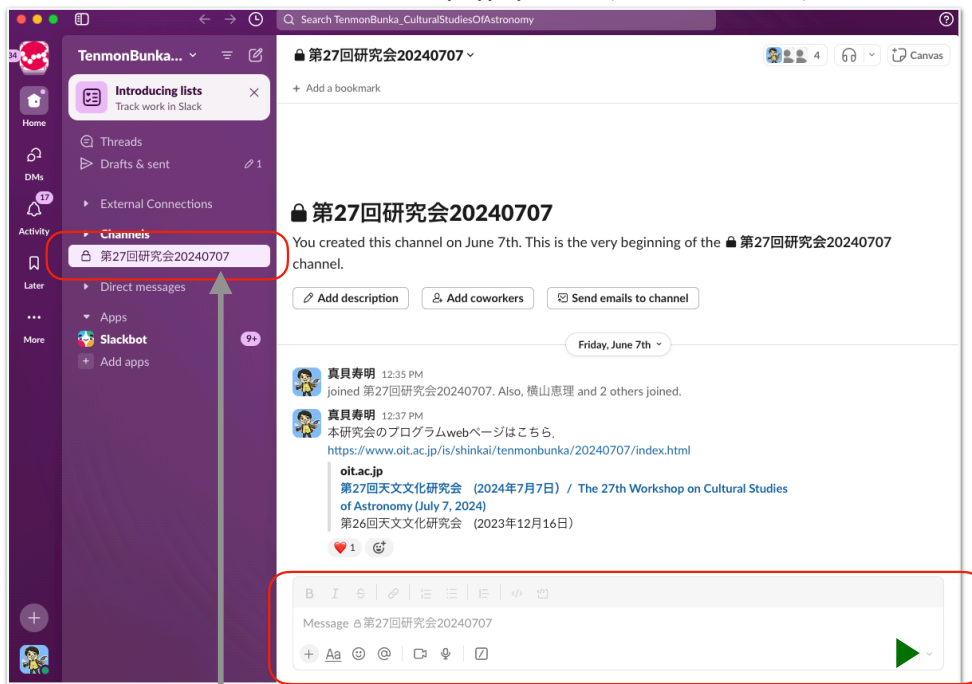 Search TenmonBunka_CulturalStudiesOfAstronomy
34
TenmonBunka...
Introducing lists
Track work in Slack
Home
Threads
Drafts & sent
1
DMs
External Connections
17
Activity
Channels
第27回研究会20240707
Later
Direct messages
Apps
More
Slackbot
9+
Add apps
第27回研究会20240707
4
Canvas
+ Add a bookmark
第27回研究会20240707
You created this channel on June 7th. This is the very beginning of the 第27回研究会20240707
channel.
Add description
Add coworkers
Send emails to channel
Friday, June 7th
真貝寿明 12:35 PM
joined 第27回研究会20240707. Also, 横山恵理 and 2 others joined.
真貝寿明 12:37 PM
本研究会のプログラムwebページはこちら．
https://www.oit.ac.jp/is/shinkai/tenmonbunka/20240707/index.html
oit.ac.jp
第27回天文文化研究会 (2024年7月7日) / The 27th Workshop on Cultural Studies
of Astronomy (July 7, 2024)
第26回天文文化研究会 (2023年12月16日)
1
B I S
Message 第27回研究会20240707
+ Aa @